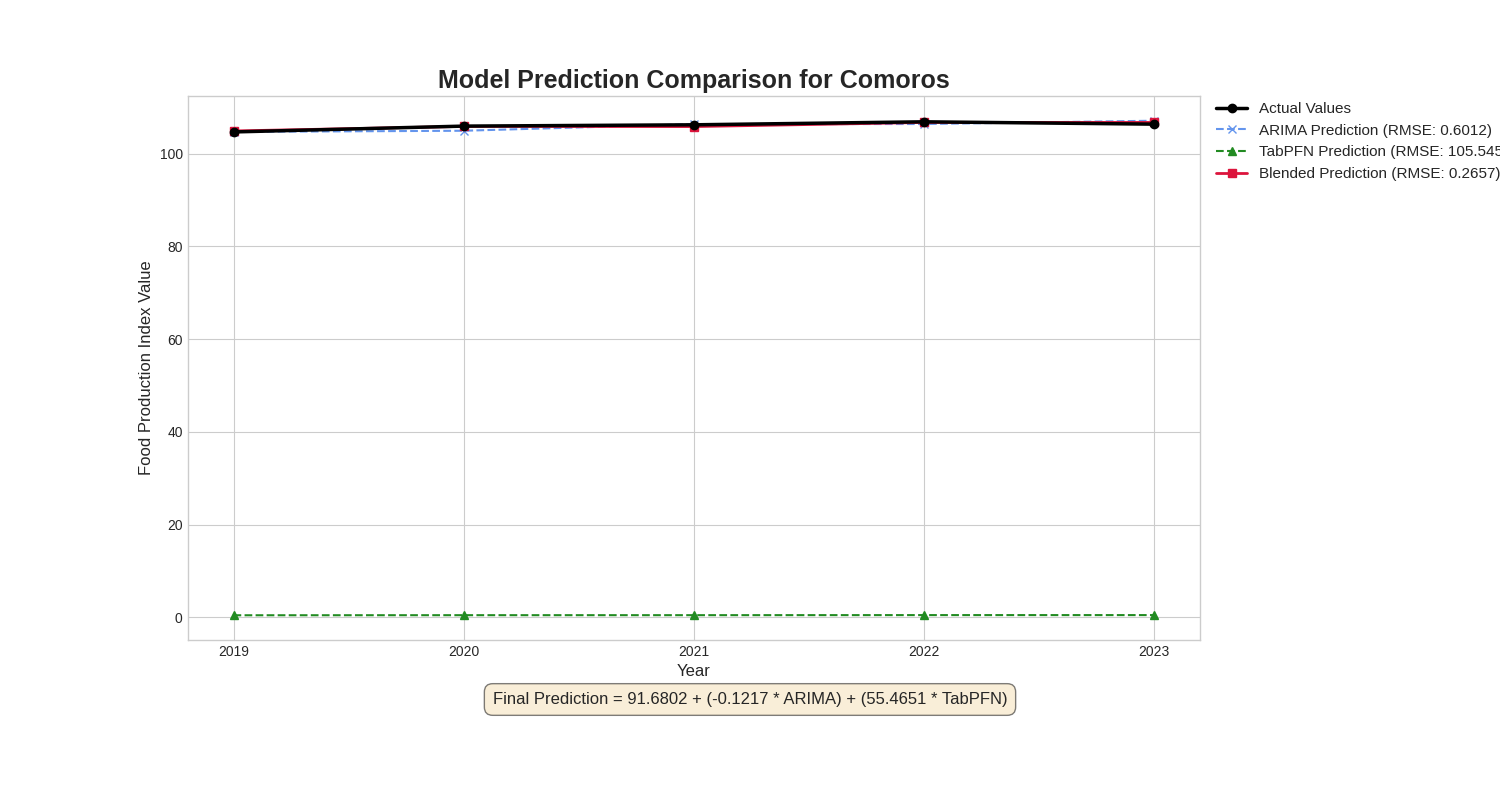 Model Prediction Comparison for Comoros
Actual Values
ARIMA Prediction (RMSE: 0.6012)
TabPFN Prediction (RMSE: 105.545
Blended Prediction (RMSE: 0.2657)
Food Production Index Value
100
80
60
40
20
0
2019 2020 2021 2022 2023
Year
Final Prediction = 91.6802 + (-0.1217 * ARIMA) + (55.4651 * TabPFN)